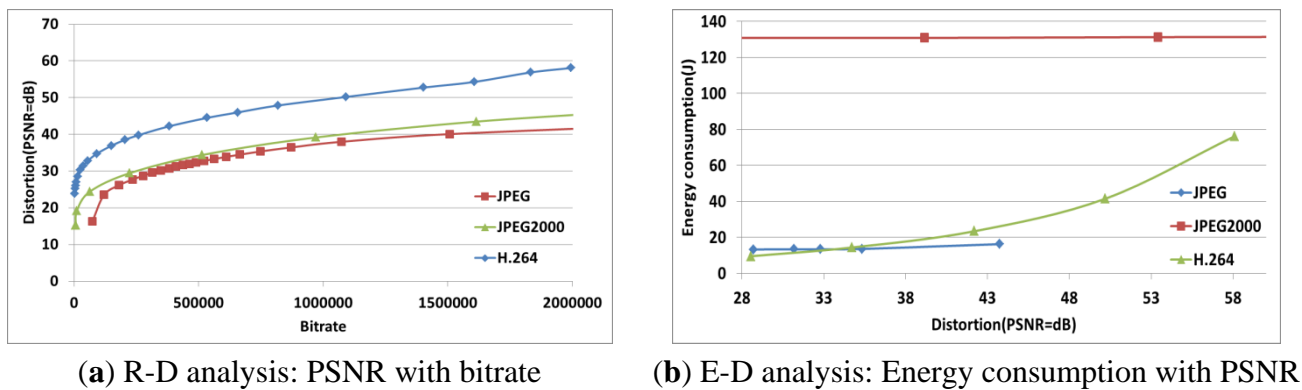 70
60
50
40
30
20
10
0
Distortion(PSNR=dB)
0 500000 1000000 1500000 2000000
Bitrate
JPEG
JPEG2000
H.264
140
120
100
80
60
40
20
0
Energy consumption(J)
28 33 38 43 48 53 58
Distortion(PSNR=dB)
JPEG
JPEG2000
H.264
(a) R-D analysis: PSNR with bitrate
(b) E-D analysis: Energy consumption with PSNR